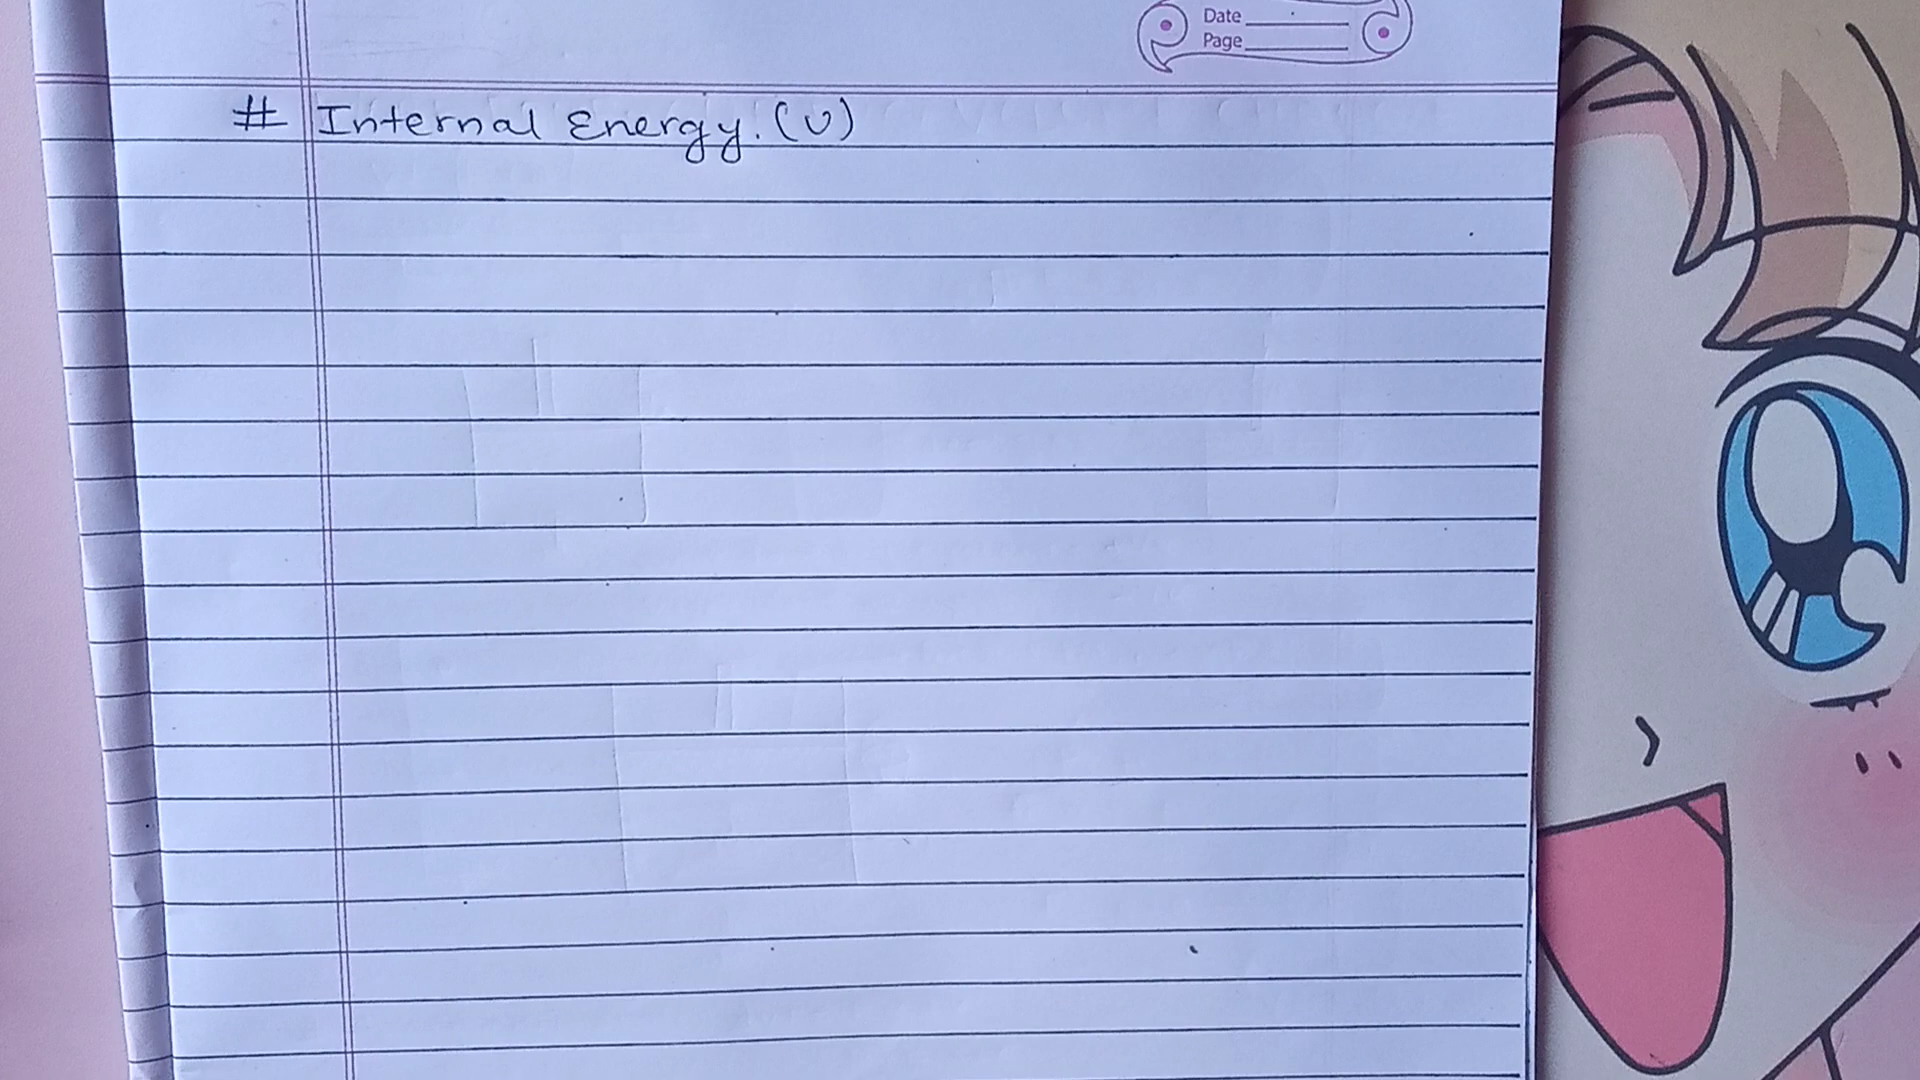 Date
Page
# Internal Energy. (U)